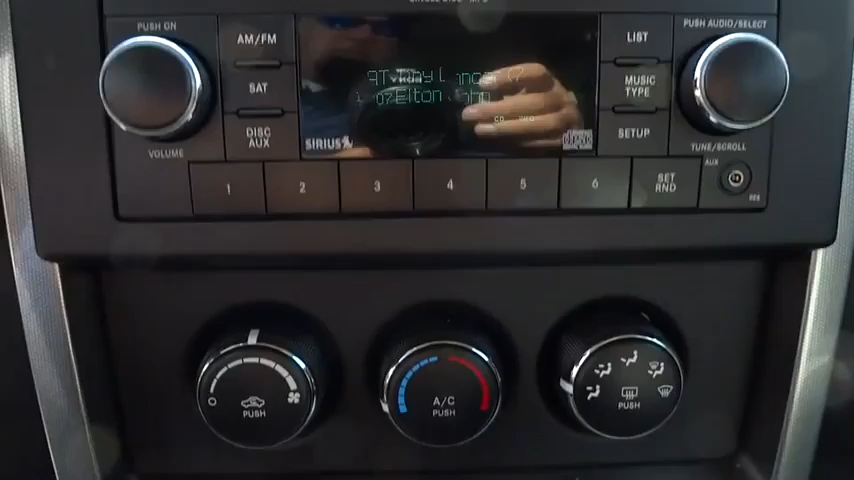 PUSH ON
AM/FM
SAT
DISC
AUX
VOLUME
SIRIUS
Elton
LIST
MUSIC
TYPE
SETUP
PUSH AUDIO/SELECT
TUNE/SCROLL
1
2
3
4
5
6
SET
RND
AUX
PUSH
A/C
PUSH
PUSH